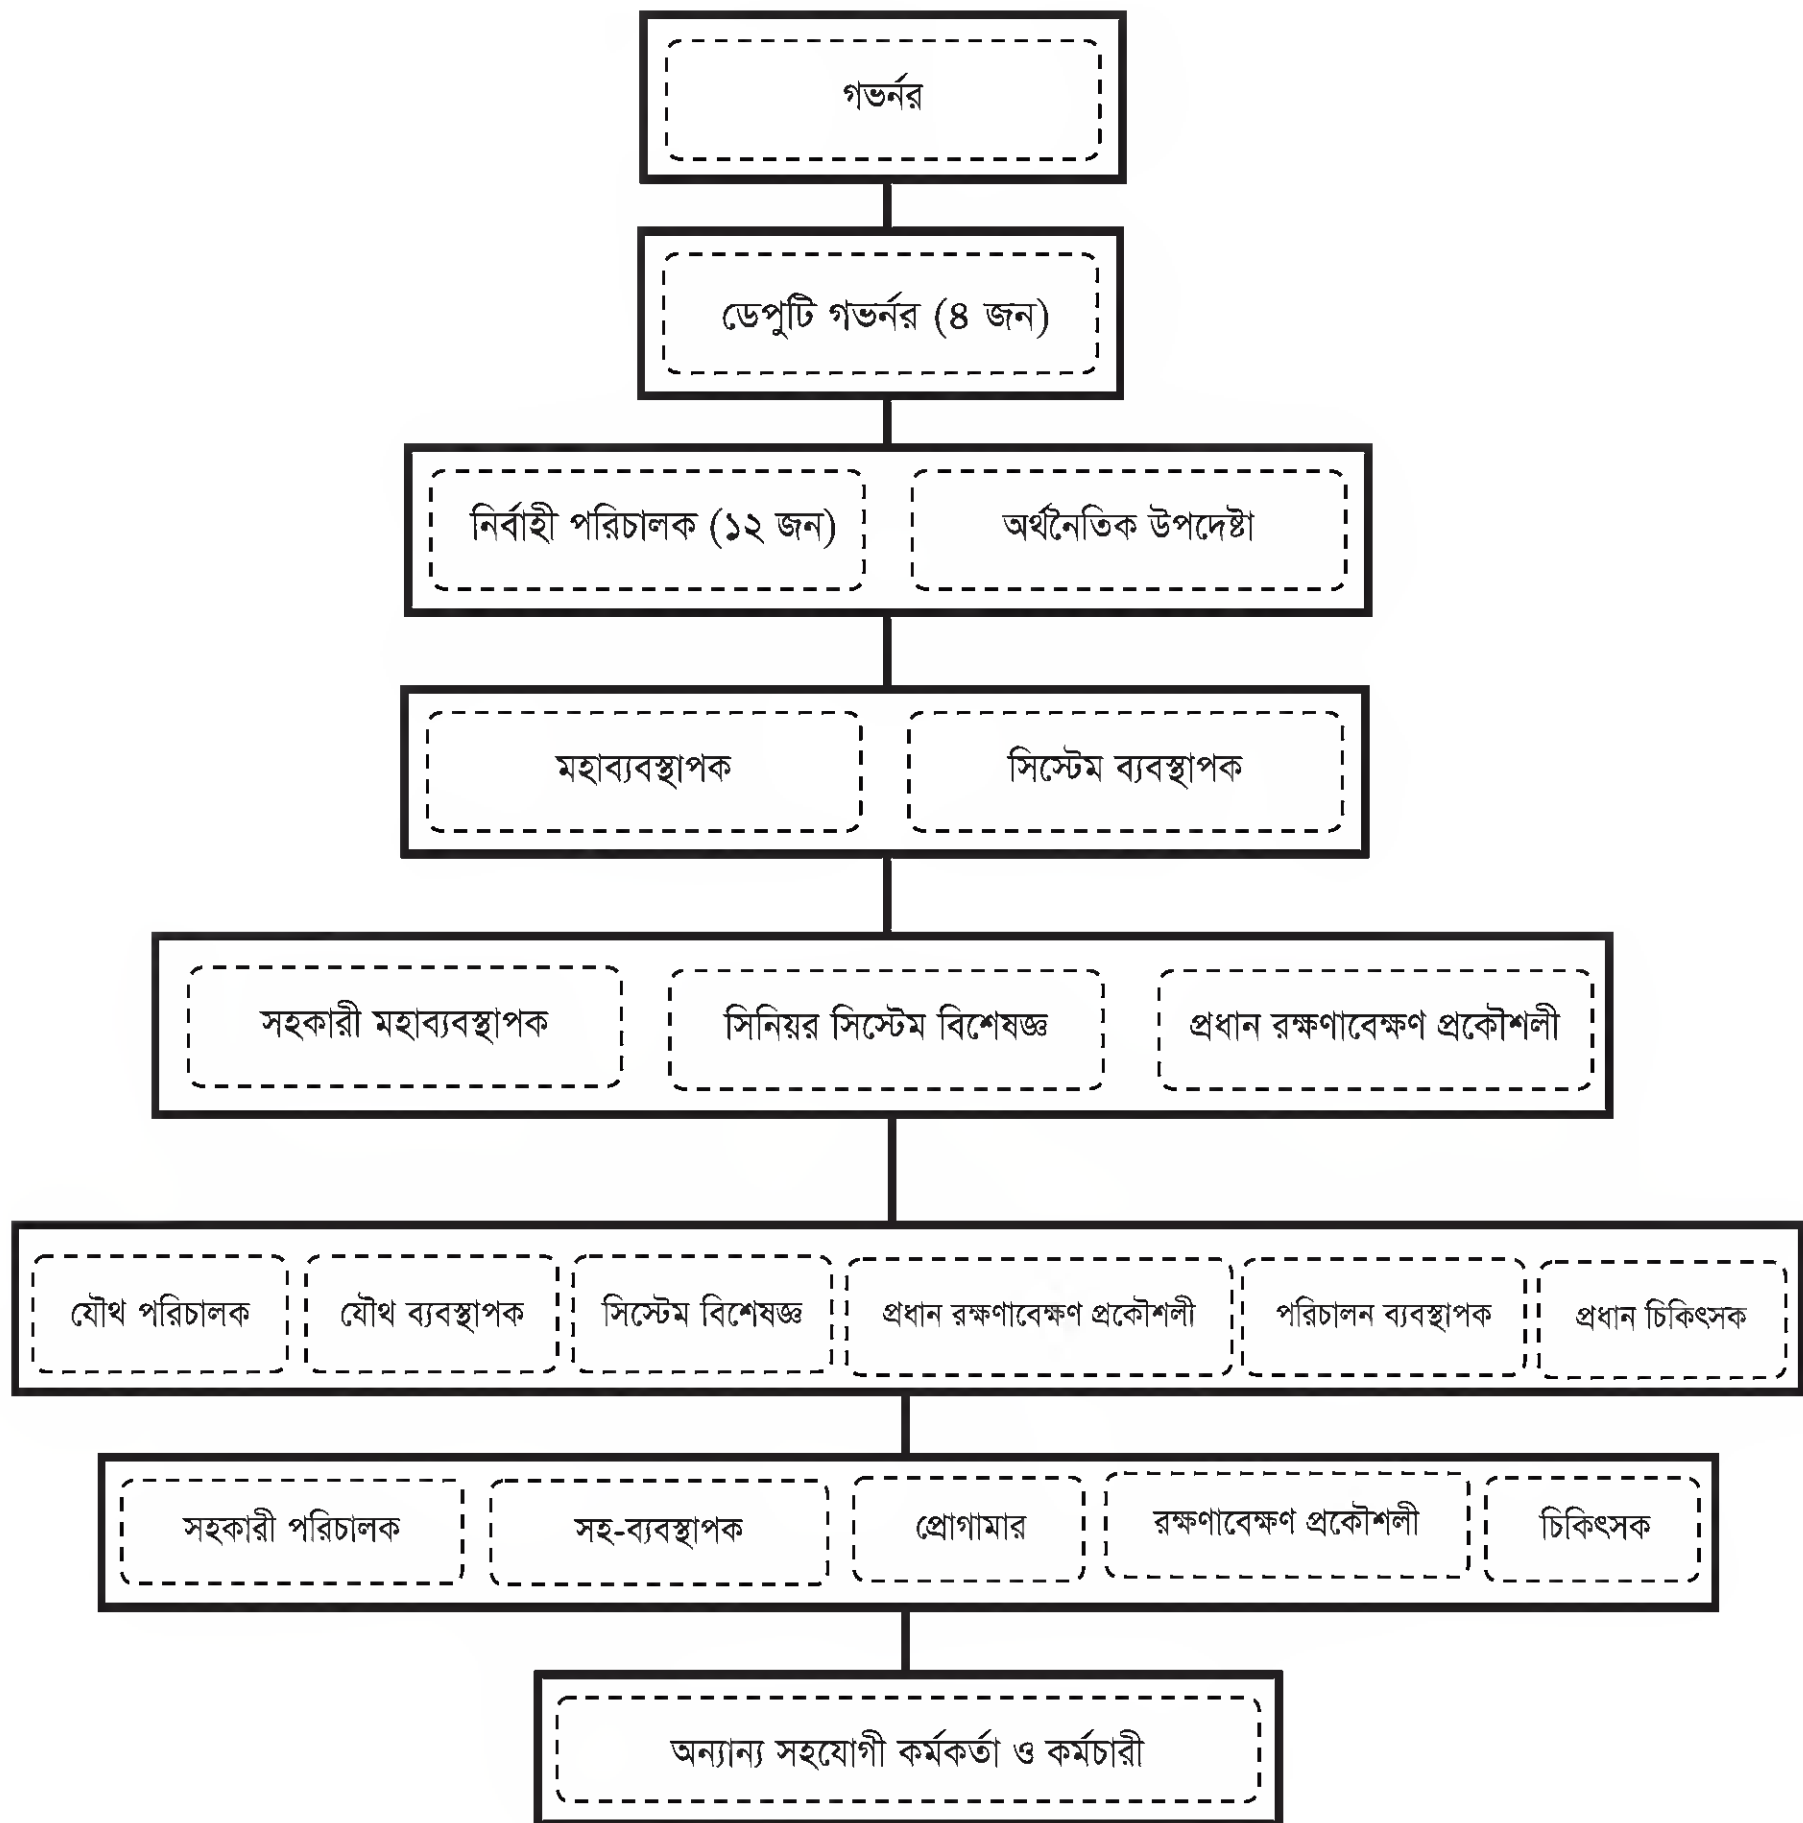 গভর্নর
ডেপুটি গভর্নর (৪ জন)
নির্বাহী পরিচালক (১২ জন)
অর্থনৈতিক উপদেষ্টা
মহাব্যবস্থাপক
সিস্টেম ব্যবস্থাপক
সহকারী মহাব্যবস্থাপক
সিনিয়র সিস্টেম বিশেষজ্ঞ
প্রধান রক্ষণাবেক্ষণ প্রকৌশলী
যৌথ পরিচালক
যৌথ ব্যবস্থাপক
সিস্টেম বিশেষজ্ঞ
প্রধান রক্ষণাবেক্ষণ প্রকৌশলী
পরিচালন ব্যবস্থাপক
প্রধান চিকিৎসক
সহকারী পরিচালক
সহ-ব্যবস্থাপক
প্রোগামার
রক্ষণাবেক্ষণ প্রকৌশলী
চিকিৎসক
অন্যান্য সহযোগী কর্মকর্তা ও কর্মচারী